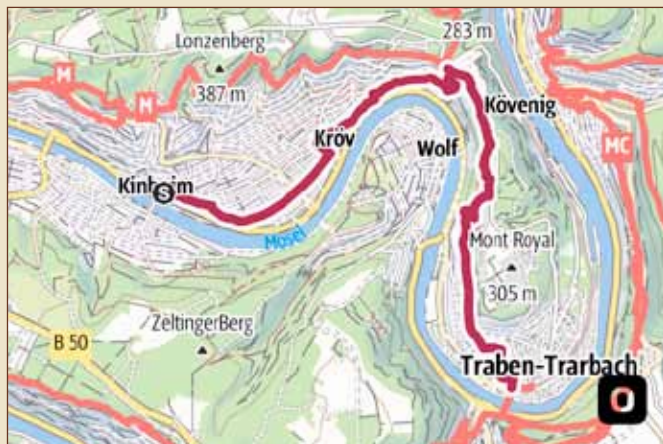 283 m
Lonzenberg
M
387 m
M
Kövenig
Kröv
Wolf
MC
Kinheim
S
Mosel
Mont Royal
305 m
ZeltingerBerg
B 50
Traben-Trarbach
O